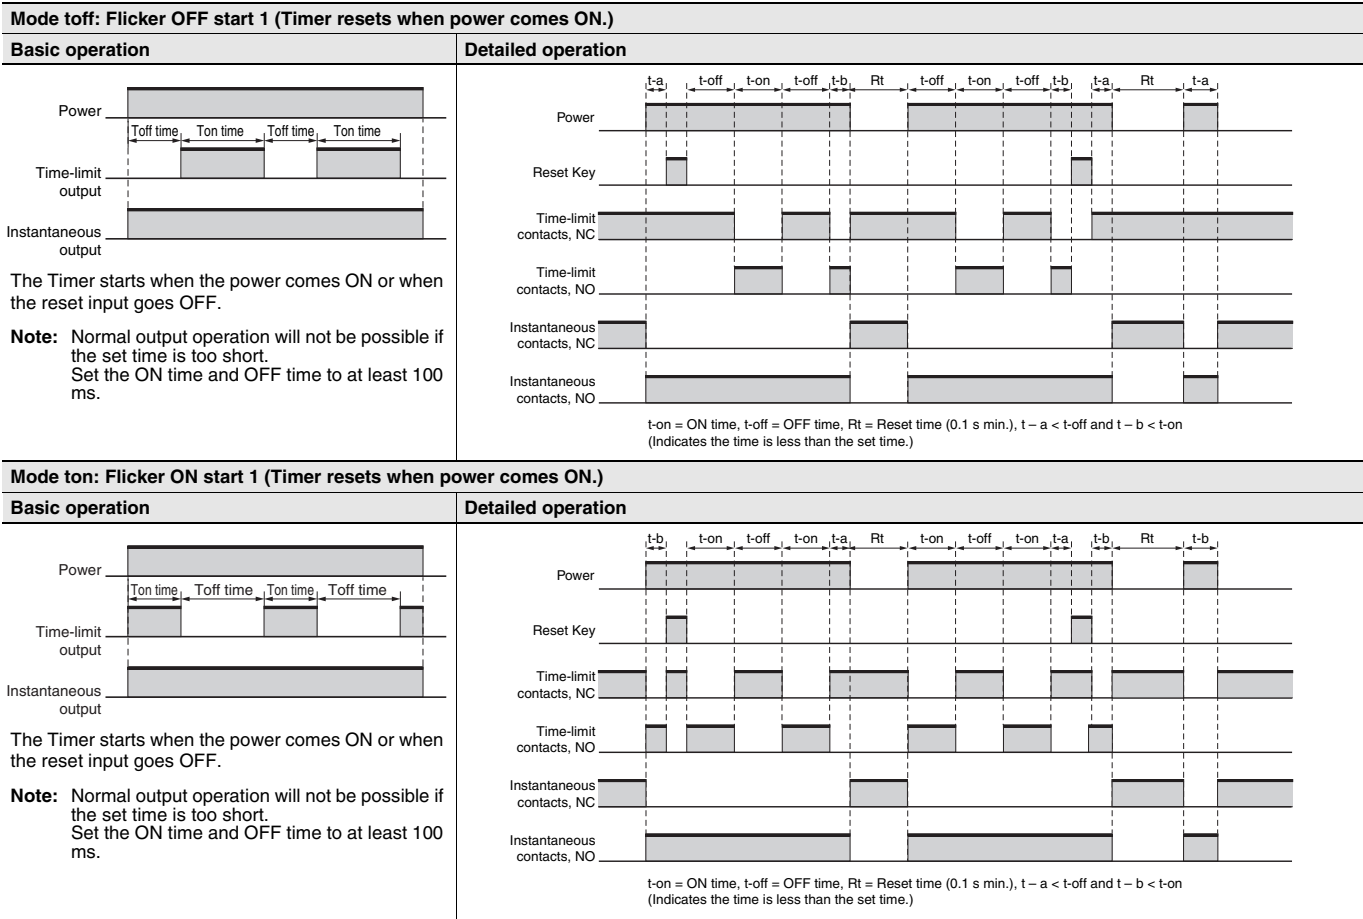 Mode toff: Flicker OFF start 1 (Timer resets when power comes ON.)
Basic operation
Detailed operation
Power
Toff time
Ton time
Toff time
Ton time
Time-limit
output
Instantaneous
output
The Timer starts when the power comes ON or when
the reset input goes OFF.
Note: Normal output operation will not be possible if
the set time is too short.
Set the ON time and OFF time to at least 100
ms.
t-a t-off t-on t-off t-b Rt t-off t-on t-off t-b t-a Rt t-a
Power
Reset Key
Time-limit
contacts, NC
Time-limit
contacts, NO
Instantaneous
contacts, NC
Instantaneous
contacts, NO
t-on = ON time, t-off = OFF time, Rt = Reset time (0.1 s min.), t – a < t-off and t – b < t-on
(Indicates the time is less than the set time.)
Mode ton: Flicker ON start 1 (Timer resets when power comes ON.)
Basic operation
Detailed operation
Power
Ton time
Toff time
Ton time
Toff time
Time-limit
output
Instantaneous
output
The Timer starts when the power comes ON or when
the reset input goes OFF.
Note: Normal output operation will not be possible if
the set time is too short.
Set the ON time and OFF time to at least 100
ms.
t-b t-on t-off t-on t-a Rt t-on t-off t-on t-a t-b Rt t-b
Power
Reset Key
Time-limit
contacts, NC
Time-limit
contacts, NO
Instantaneous
contacts, NC
Instantaneous
contacts, NO
t-on = ON time, t-off = OFF time, Rt = Reset time (0.1 s min.), t – a < t-off and t – b < t-on
(Indicates the time is less than the set time.)